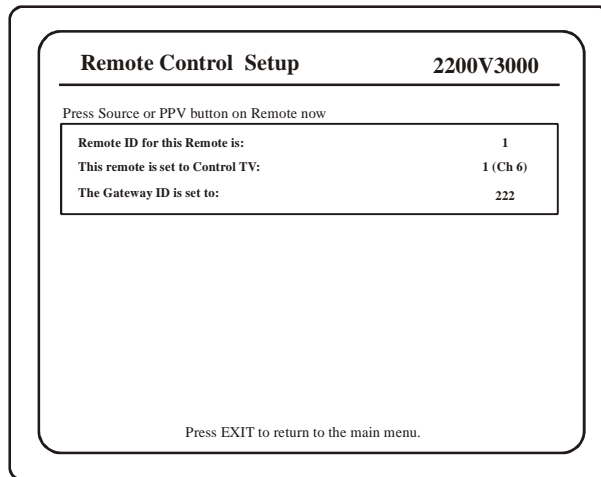 Remote Control Setup 2200V3000
Press Source or PPV button on Remote now
Remote ID for this Remote is: 1
This remote is set to Control TV: 1 (Ch 6)
The Gateway ID is set to: 222
Press EXIT to return to the main menu.